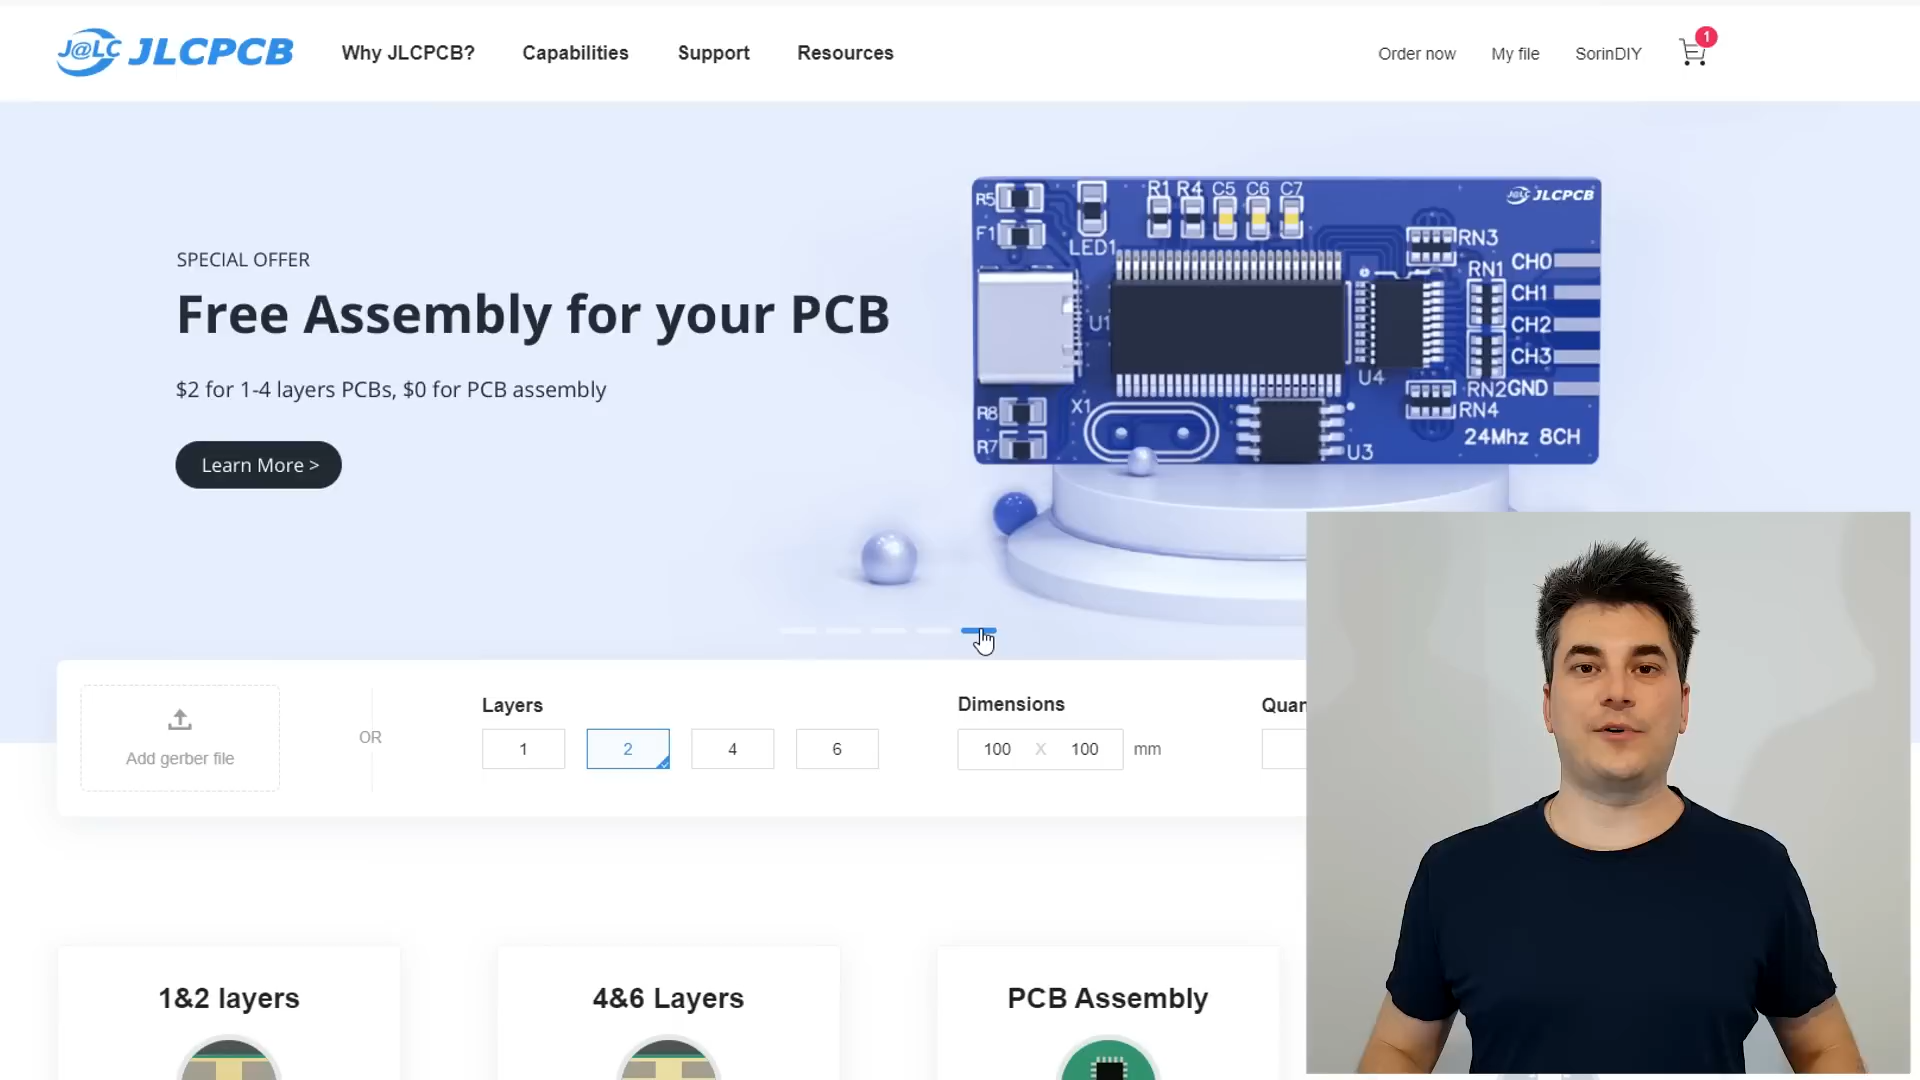 J@LC JLCPCB
Why JLCPCB?
Capabilities
Support
Resources
Order now
My file
SorinDIY
1
SPECIAL OFFER
Free Assembly for your PCB
$2 for 1-4 layers PCBs, $0 for PCB assembly
Learn More >
J@LC JLCPCB
R5
F1
LED1
R1 R4 C5 C6 C7
RN3
RN1
CH0
CH1
CH2
CH3
GND
U1
U4
RN2
RN4
R8
R7
X1
U3
24Mhz 8CH
Add gerber file
OR
Layers
1
2
4
6
Dimensions
100 X 100 mm
Quan
1&2 layers
4&6 Layers
PCB Assembly